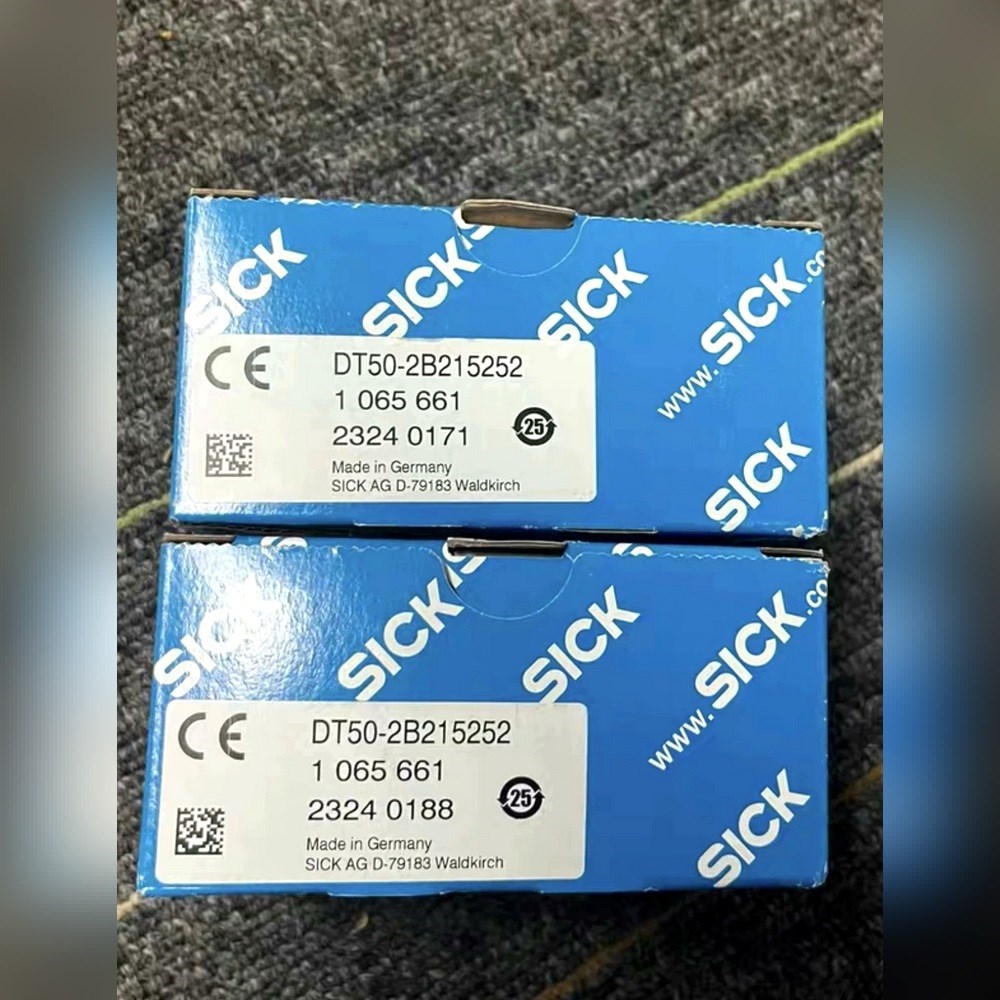 SICK
SICK
SICK
www.SICK.co
SICK
CE
DT50-2B215252
1 065 661
2324 0171
25
Made in Germany
SICK AG D-79183 Waldkirch
SICK
SICK
SICK
www.SICK.co
SICK
CE
DT50-2B215252
1 065 661
2324 0188
25
Made in Germany
SICK AG D-79183 Waldkirch